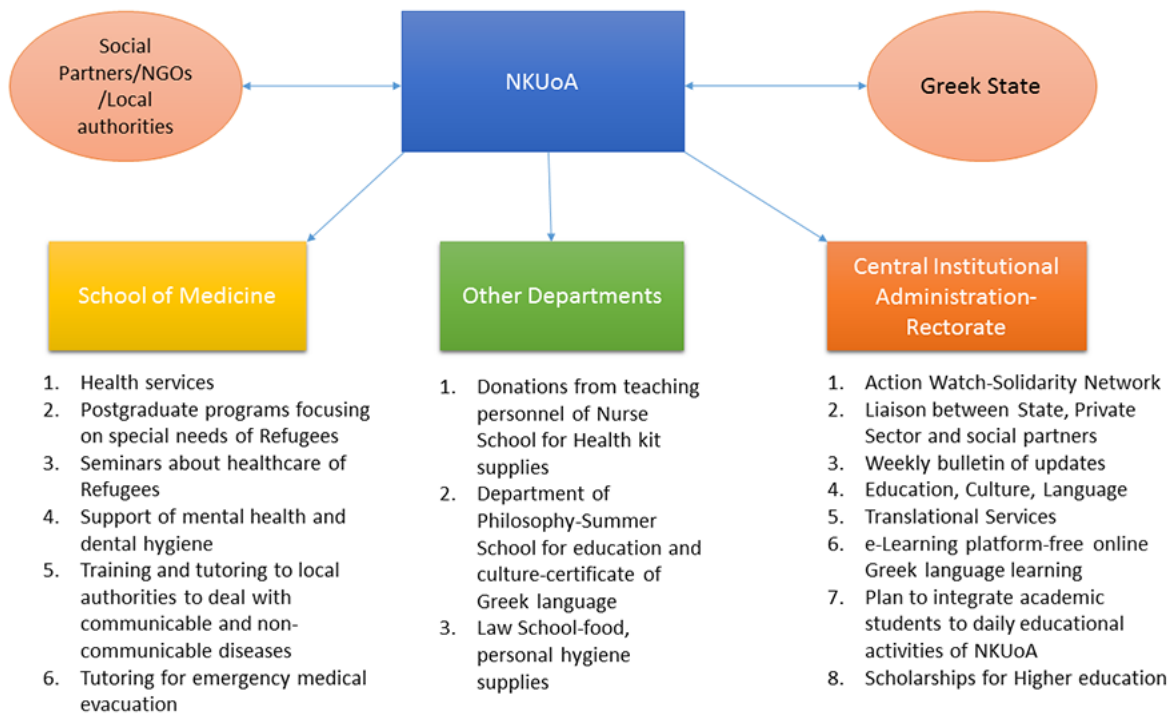 Social
Partners/NGOs
/Local
authorities
NKUoA
Greek State
School of Medicine
Other Departments
Central Institutional
Administration-
Rectorate
1. Health services
2. Postgraduate programs focusing
on special needs of Refugees
3. Seminars about healthcare of
Refugees
4. Support of mental health and
dental hygiene
5. Training and tutoring to local
authorities to deal with
communicable and non-
communicable diseases
6. Tutoring for emergency medical
evacuation
1. Donations from teaching
personnel of Nurse
School for Health kit
supplies
2. Department of
Philosophy-Summer
School for education and
culture-certificate of
Greek language
3. Law School-food,
personal hygiene
supplies
1. Action Watch-Solidarity Network
2. Liaison between State, Private
Sector and social partners
3. Weekly bulletin of updates
4. Education, Culture, Language
5. Translational Services
6. e-Learning platform-free online
Greek language learning
7. Plan to integrate academic
students to daily educational
activities of NKUoA
8. Scholarships for Higher education